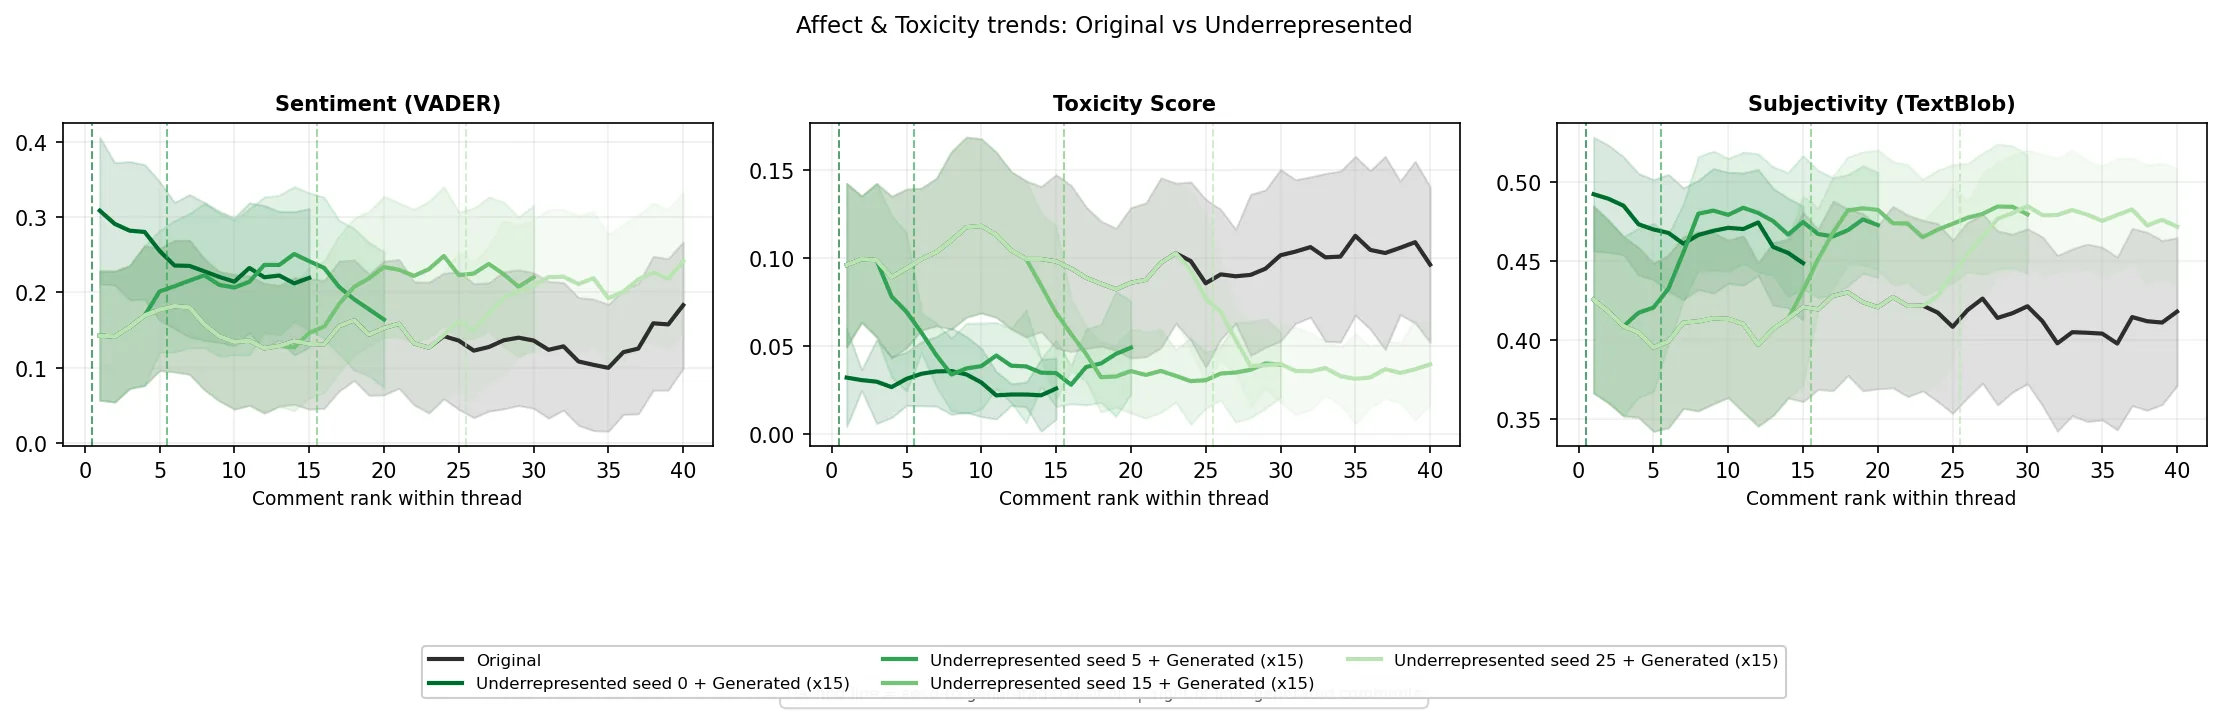 Affect & Toxicity trends: Original vs Underrepresented
Sentiment (VADER)
0.4
0.3
0.2
0.1
0.0
0 5 10 15 20 25 30 35 40
Comment rank within thread
Toxicity Score
0.15
0.10
0.05
0.00
0 5 10 15 20 25 30 35 40
Comment rank within thread
Subjectivity (TextBlob)
0.50
0.45
0.40
0.35
0 5 10 15 20 25 30 35 40
Comment rank within thread
Original
Underrepresented seed 0 + Generated (x15)
Underrepresented seed 5 + Generated (x15)
Underrepresented seed 15 + Generated (x15)
Underrepresented seed 25 + Generated (x15)